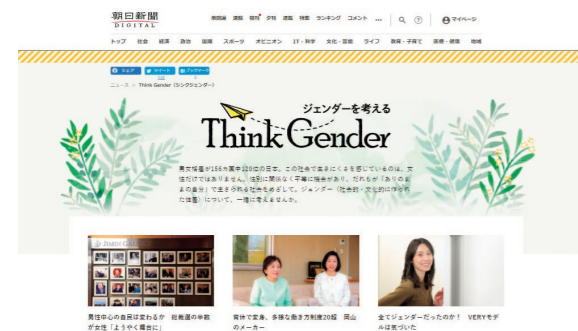 朝日新聞
DIGITAL
朝刊 夕刊 連載 特集 ランキング コメント … マイページ
トップ 社会 経済 政治 国際 スポーツ オピニオン IT・科学 文化・芸能 ライフ 教育・子育て 医療・健康 地域
シェア ツイート ブックマーク
ニュース > Think Gender（シンクジェンダー）
ジェンダーを考える
Think Gender
男女格差が156カ国中120位の日本。この社会で生きにくさを感じているのは、女
性だけではありません。性別に関係なく平等に機会があり、だれもが「ありのま
まの自分」で生きられる社会をめざして。ジェンダー（社会的・文化的に作られ
た性差）について、一緒に考えませんか。
男性中心の自民は変わるか 総裁選の半数
が女性「ようやく舞台に」
育休で変身、多様な働き方制度20超 岡山
のメーカー
全てジェンダーだったのか！ VERYモデ
ルは気づいた